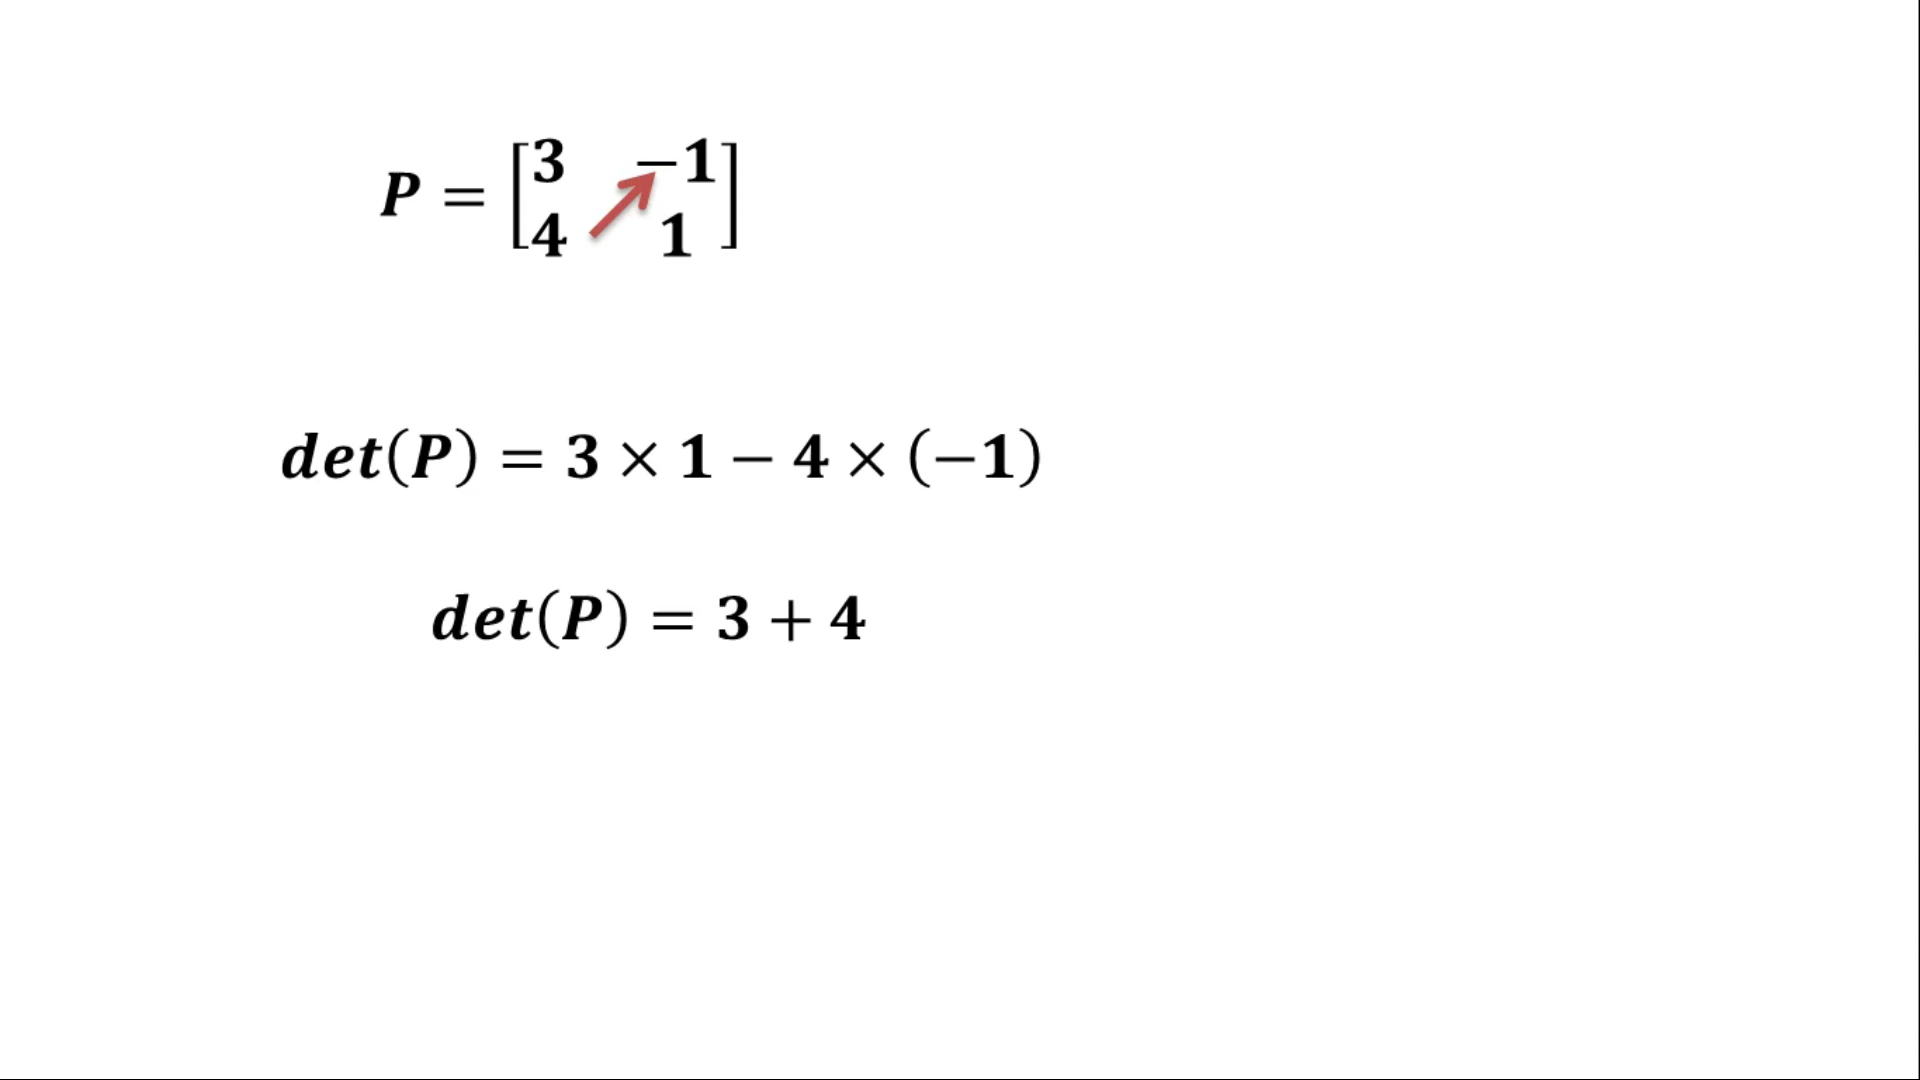 P = [3 −1
4 1]
det(P) = 3 × 1 − 4 × (−1)
det(P) = 3 + 4